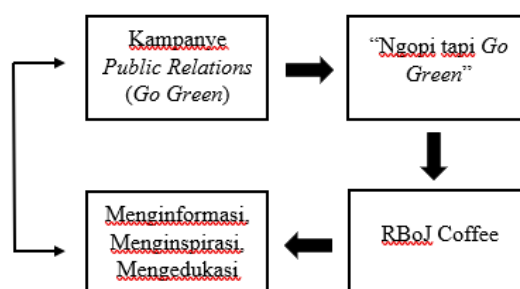 Kampanye
Public Relations
(Go Green)
“Ngopi tapi Go
Green”
Menginformasi,
Menginspirasi,
Mengedukasi
RBoJ Coffee